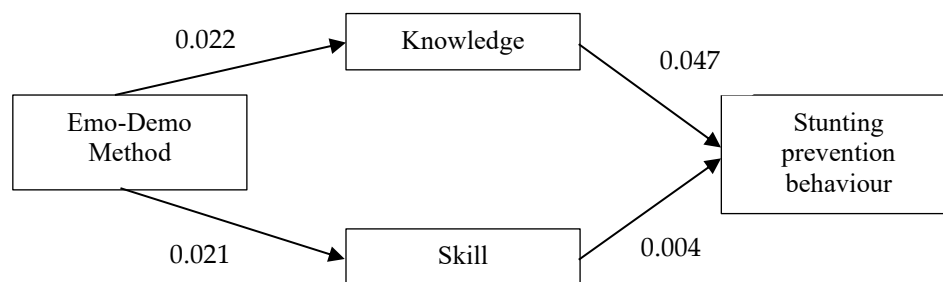 Knowledge
0.022
0.047
Emo-Demo
Method
Stunting
prevention
behaviour
Skill
0.021
0.004